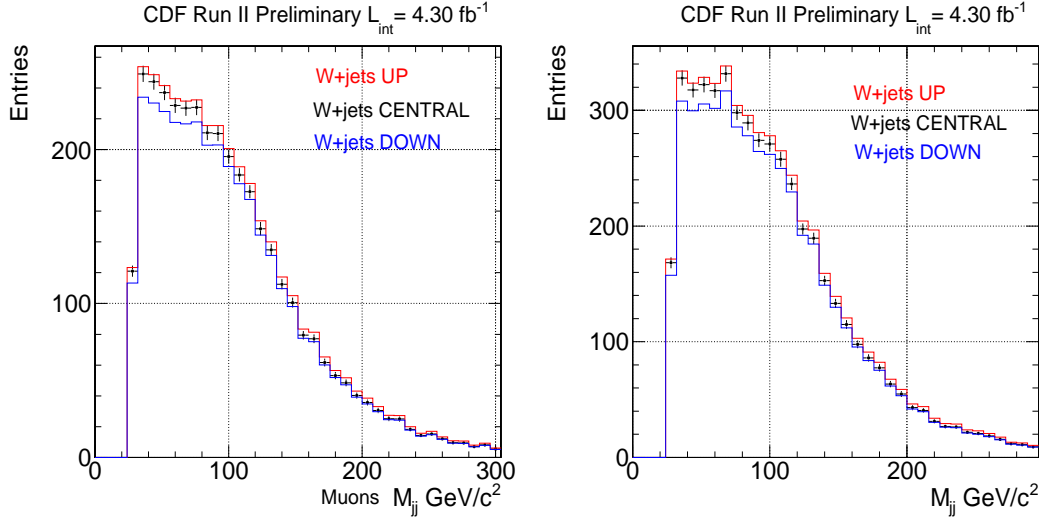 CDF Run II Preliminary L_int = 4.30 fb⁻¹
Entries
W+jets UP
W+jets CENTRAL
W+jets DOWN
200
100
0
0 100 200 300
Muons M_jj GeV/c²
CDF Run II Preliminary L_int = 4.30 fb⁻¹
Entries
W+jets UP
W+jets CENTRAL
W+jets DOWN
300
200
100
0
0 100 200
M_jj GeV/c²